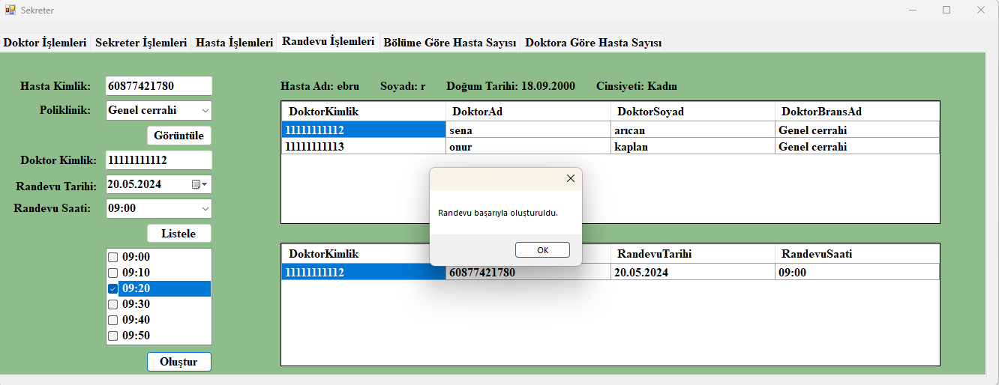 Sekreter
Doktor İşlemleri Sekreter İşlemleri Hasta İşlemleri Randevu İşlemleri Bölüme Göre Hasta Sayısı Doktora Göre Hasta Sayısı
Hasta Kimlik: 60877421780
Poliklinik: Genel cerrahi
Görüntüle
Doktor Kimlik: 11111111112
Randevu Tarihi: 20.05.2024
Randevu Saati: 09:00
Listele
09:00
09:10
09:20
09:30
09:40
09:50
Oluştur
Hasta Adı: ebru Soyadı: r Doğum Tarihi: 18.09.2000 Cinsiyeti: Kadın
DoktorKimlik DoktorAd DoktorSoyad DoktorBransAd
11111111112 sena arıcan Genel cerrahi
11111111113 onur kaplan Genel cerrahi
Randevu başarıyla oluşturuldu.
OK
DoktorKimlik RandevuTarihi RandevuSaati
11111111112 60877421780 20.05.2024 09:00